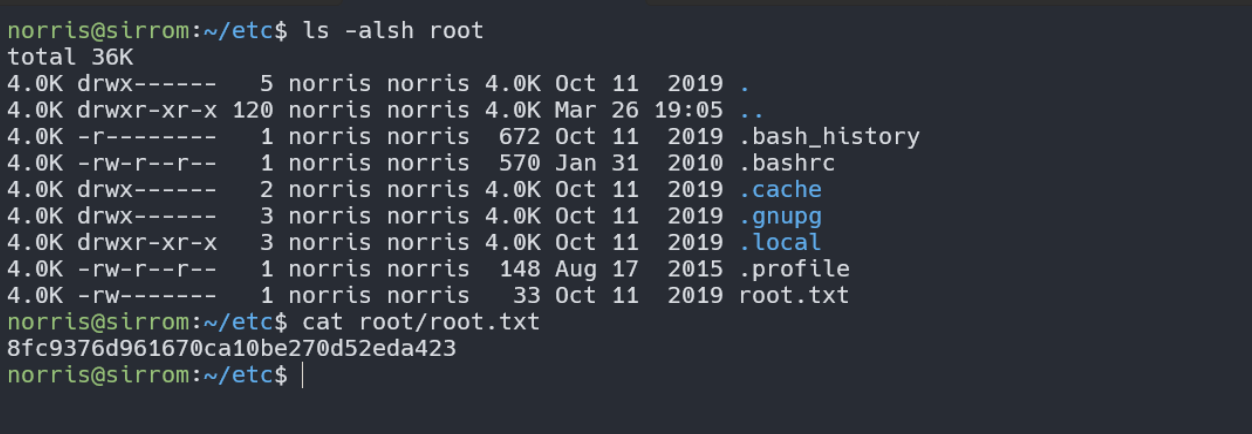 norris@sirrom:~/etc$ ls -alsh root
total 36K
4.0K drwx------   5 norris norris 4.0K Oct 11  2019 .
4.0K drwxr-xr-x 120 norris norris 4.0K Mar 26 19:05 ..
4.0K -r--------   1 norris norris  672 Oct 11  2019 .bash_history
4.0K -rw-r--r--   1 norris norris  570 Jan 31  2010 .bashrc
4.0K drwx------   2 norris norris 4.0K Oct 11  2019 .cache
4.0K drwx------   3 norris norris 4.0K Oct 11  2019 .gnupg
4.0K drwxr-xr-x   3 norris norris 4.0K Oct 11  2019 .local
4.0K -rw-r--r--   1 norris norris  148 Aug 17  2015 .profile
4.0K -rw-------   1 norris norris   33 Oct 11  2019 root.txt
norris@sirrom:~/etc$ cat root/root.txt
8fc9376d961670ca10be270d52eda423
norris@sirrom:~/etc$